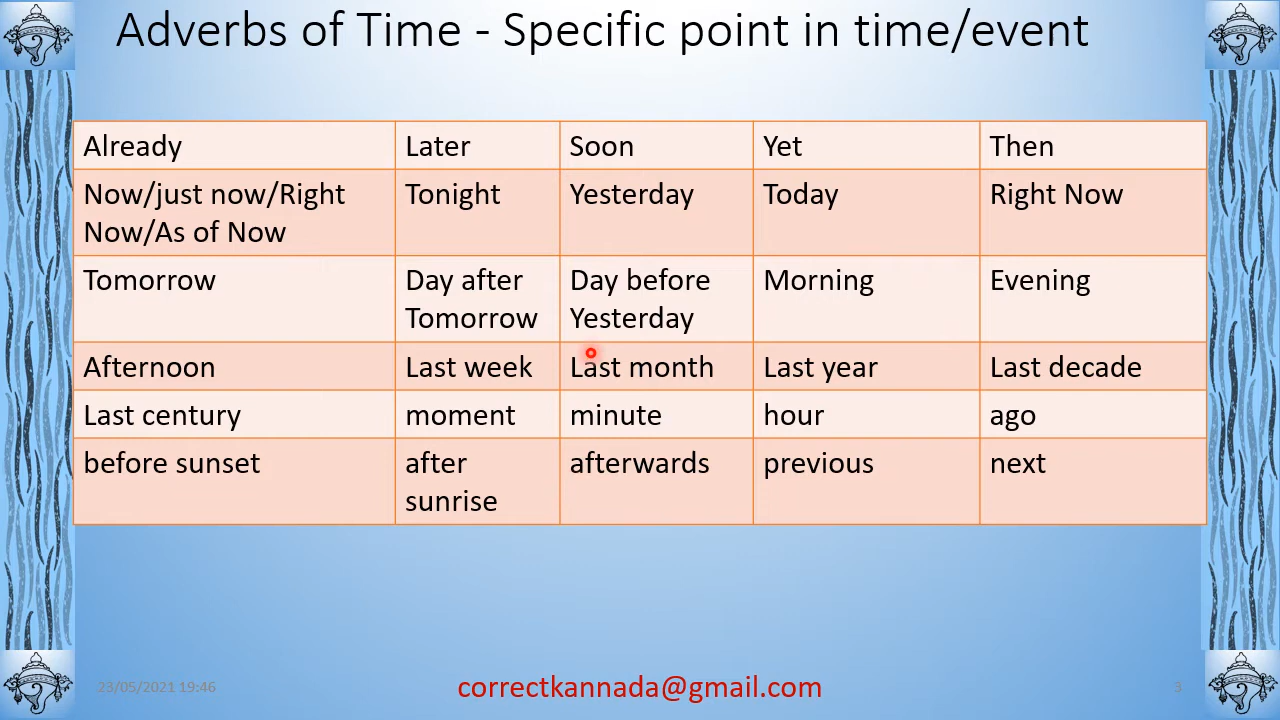 Adverbs of Time - Specific point in time/event
Already Later Soon Yet Then
Now/just now/Right Tonight Yesterday Today Right Now
Now/As of Now
Tomorrow Day after Day before Morning Evening
Tomorrow Yesterday
Afternoon Last week Last month Last year Last decade
Last century moment minute hour ago
before sunset after afterwards previous next
sunrise
23/05/2021 19:46 correctkannada@gmail.com 3